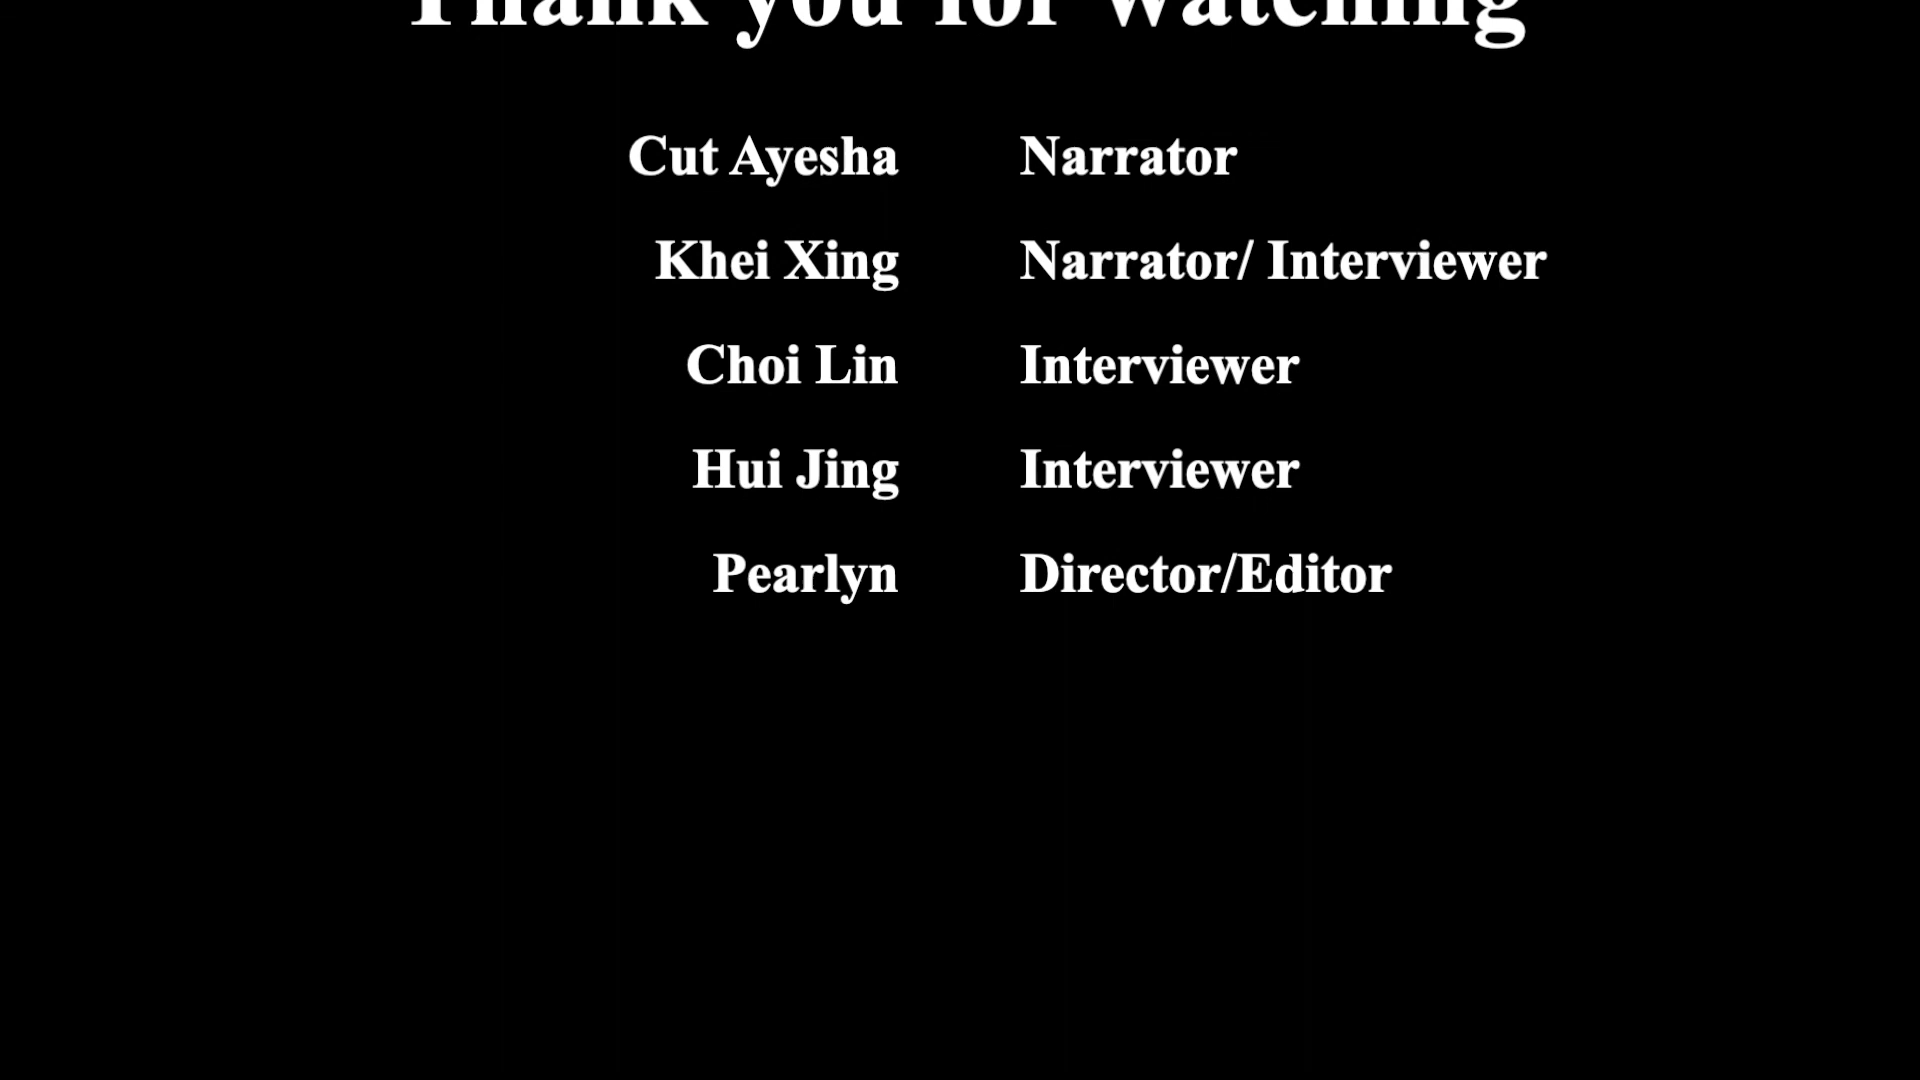 Thank you for watching
Cut Ayesha Narrator
Khei Xing Narrator/ Interviewer
Choi Lin Interviewer
Hui Jing Interviewer
Pearlyn Director/Editor